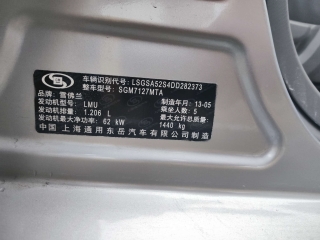 车辆识别代号: LSGSA52S4DD282373
整车型号: SGM7127MTA
品牌: 雪佛兰 制造年月: 13-05
发动机型号: LMU 乘坐人数: 5
发动机排量: 1.206 L 最大允许总质量:
发动机最大净功率: 62 kW 1440 kg
中国 上海通用东岳汽车有限公司制造